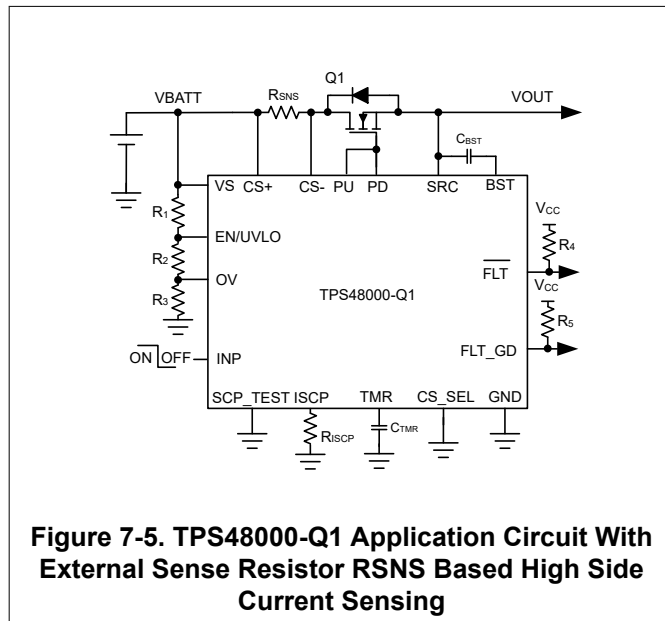 Q1
VBATT RSNS VOUT
CBST
VS CS+ CS- PU PD SRC BST
R1
EN/UVLO
R2
OV
R3
VCC
R4
FLT
TPS48000-Q1
VCC
R5
FLT_GD
ON OFF INP
SCP_TEST ISCP TMR CS_SEL GND
RISCP
CTMR
Figure 7-5. TPS48000-Q1 Application Circuit With
External Sense Resistor RSNS Based High Side
Current Sensing